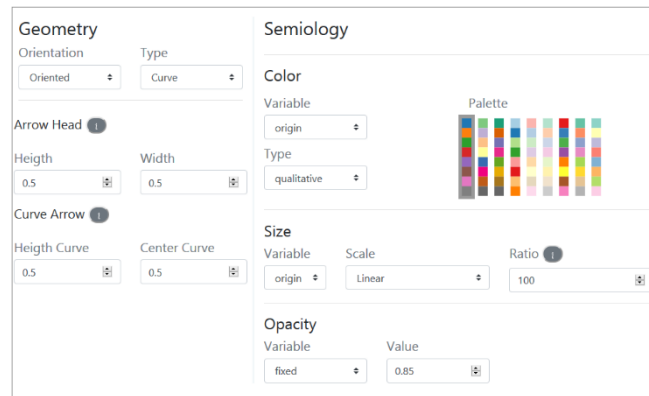 Geometry
Orientation Type
Oriented Curve
Arrow Head i
Heigth Width
0.5 0.5
Curve Arrow i
Heigth Curve Center Curve
0.5 0.5
Semiology
Color
Variable Palette
origin
Type
qualitative
Size
Variable Scale Ratio i
origin Linear 100
Opacity
Variable Value
fixed 0.85